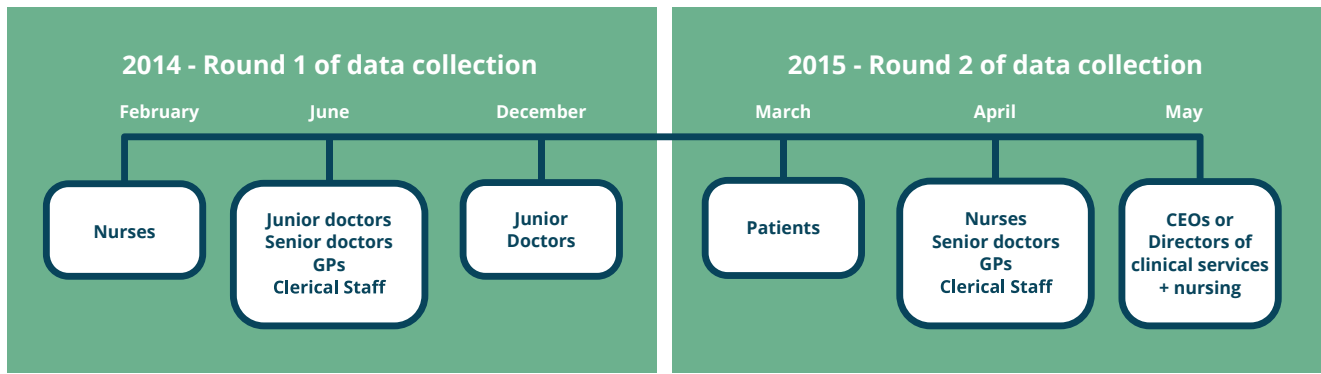 2014 - Round 1 of data collection
February
June
December
Nurses
Junior doctors
Senior doctors
GPs
Clerical Staff
Junior
Doctors
2015 - Round 2 of data collection
March
April
May
Patients
Nurses
Senior doctors
GPs
Clerical Staff
CEOs or
Directors of
clinical services
+ nursing